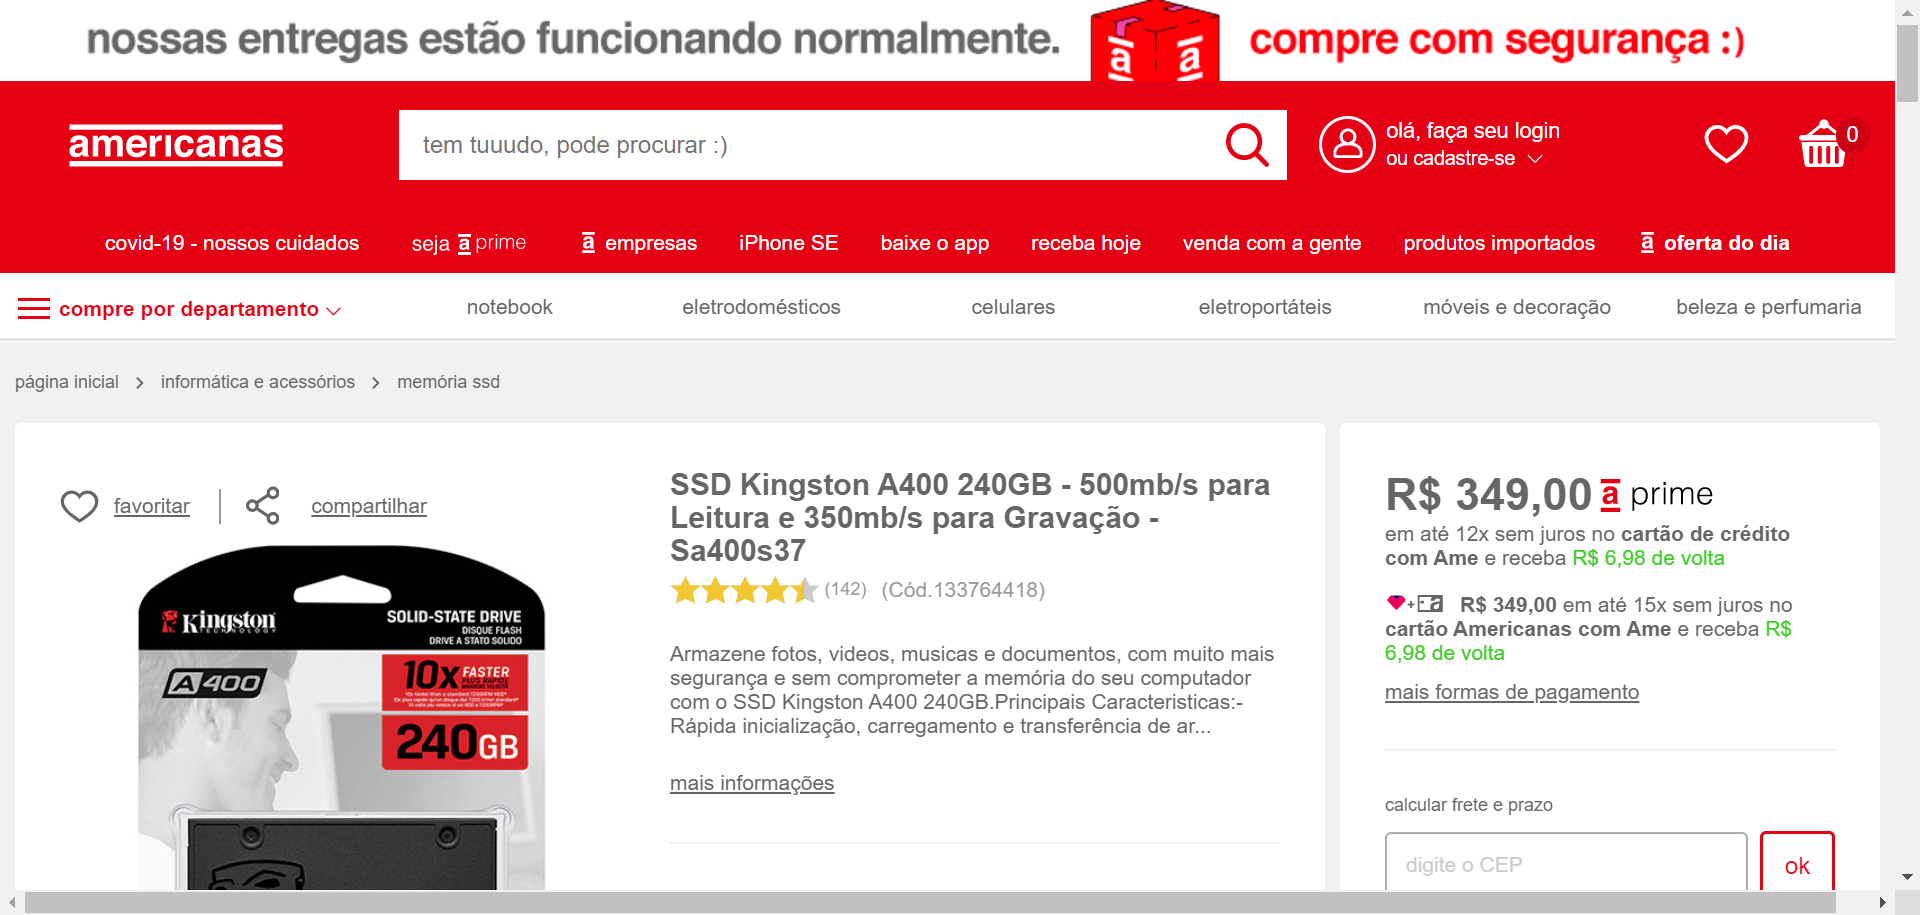 nossas entregas estão funcionando normalmente.
compre com segurança :)
americanas
tem tuuudo, pode procurar :)
olá, faça seu login
ou cadastre-se
0
covid-19 - nossos cuidados
seja a prime
a empresas
iPhone SE
baixe o app
receba hoje
venda com a gente
produtos importados
a oferta do dia
compre por departamento
notebook
eletrodomésticos
celulares
eletroportáteis
móveis e decoração
beleza e perfumaria
página inicial > informática e acessórios > memória ssd
favoritar
compartilhar
Kingston
TECHNOLOGY
SOLID-STATE DRIVE
DISQUE FLASH
DRIVE A STATO SOLIDO
A400
10x FASTER
PLUS RAPIDE
240GB
SSD Kingston A400 240GB - 500mb/s para
Leitura e 350mb/s para Gravação -
Sa400s37
(142) (Cód.133764418)
Armazene fotos, videos, musicas e documentos, com muito mais
segurança e sem comprometer a memória do seu computador
com o SSD Kingston A400 240GB.Principais Caracteristicas:-
Rápida inicialização, carregamento e transferência de ar...
mais informações
R$ 349,00 a prime
em até 12x sem juros no cartão de crédito
com Ame e receba R$ 6,98 de volta
R$ 349,00 em até 15x sem juros no
cartão Americanas com Ame e receba R$
6,98 de volta
mais formas de pagamento
calcular frete e prazo
digite o CEP
ok